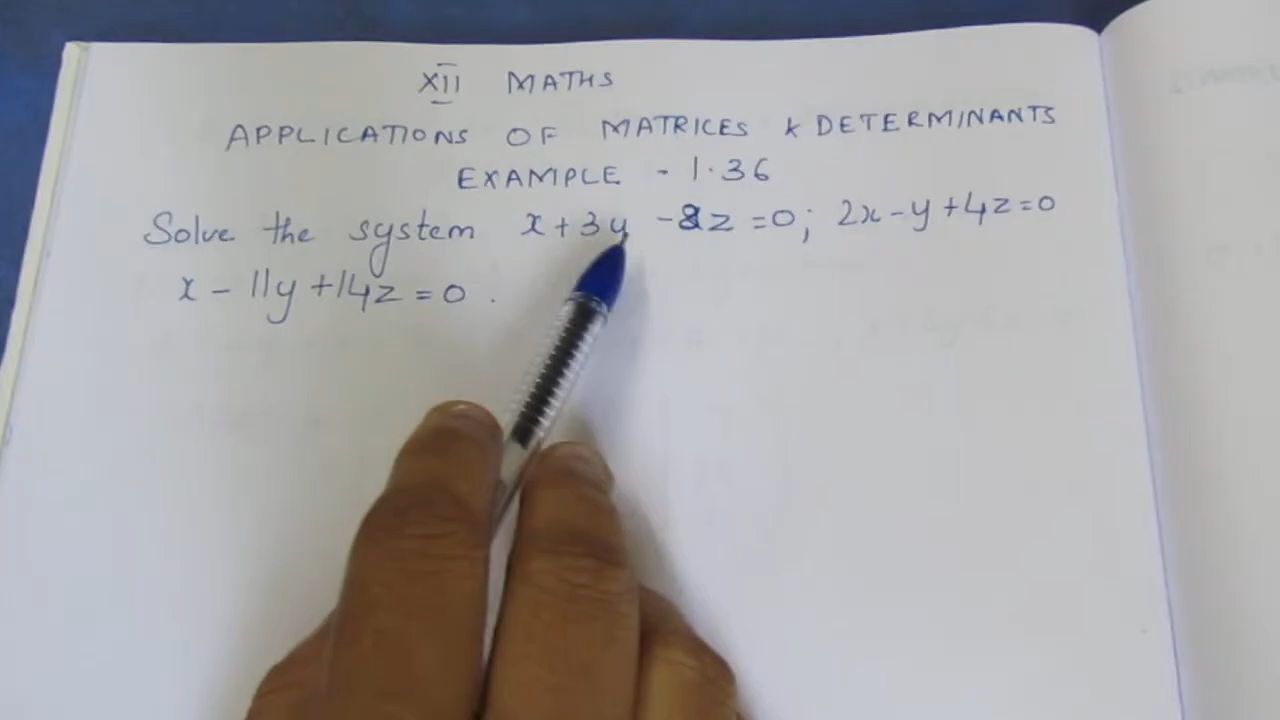 XII MATHS
APPLICATIONS OF MATRICES & DETERMINANTS
EXAMPLE - 1.36
Solve the system x+3y -2z=0; 2x-y+4z=0
x-11y+14z=0.